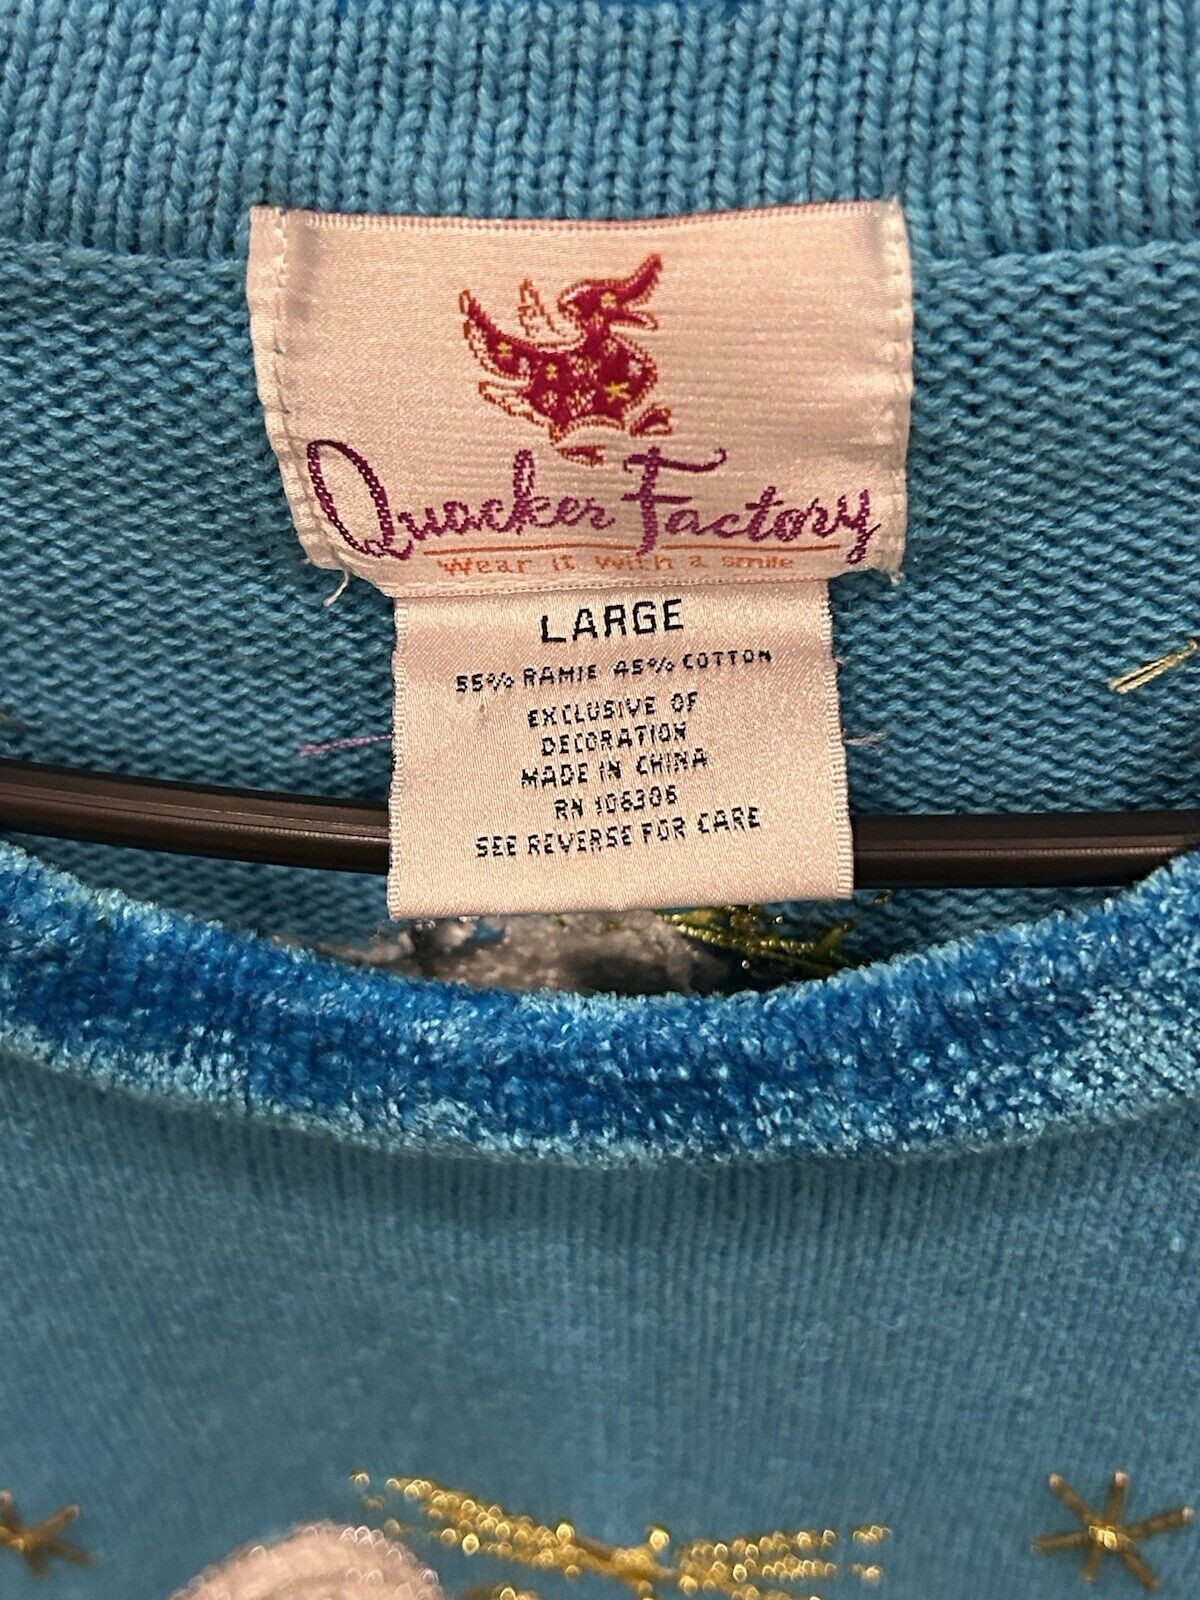 Quacker Factory
Wear it with a smile
LARGE
55% RAMIE 45% COTTON
EXCLUSIVE OF
DECORATION
MADE IN CHINA
RN 106306
SEE REVERSE FOR CARE